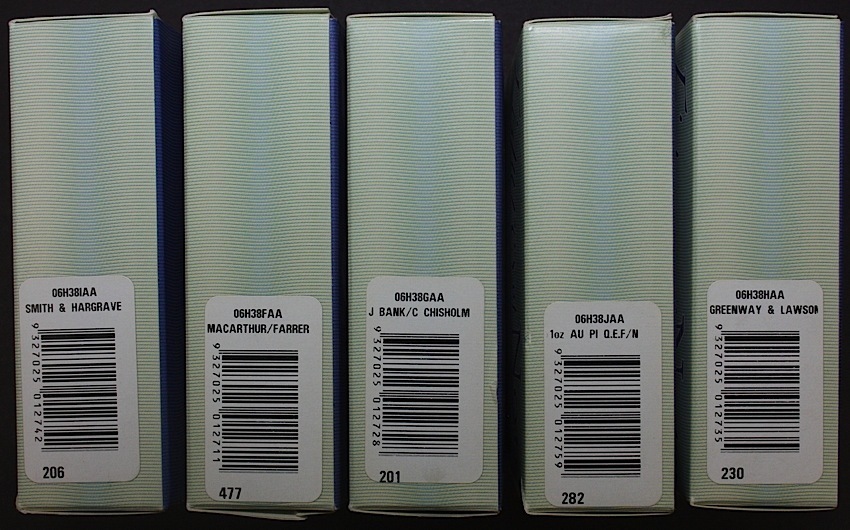 06H38IAA
SMITH & HARGRAVE
9 327025 012742
206
06H38FAA
MACARTHUR/FARRER
9 327025 012711
477
06H38GAA
J BANK/C CHISHOLM
9 327025 012728
201
06H38JAA
1oz AU PI Q.E.F/N
9 327025 012759
282
06H38HAA
GREENWAY & LAWSON
9 327025 012735
230